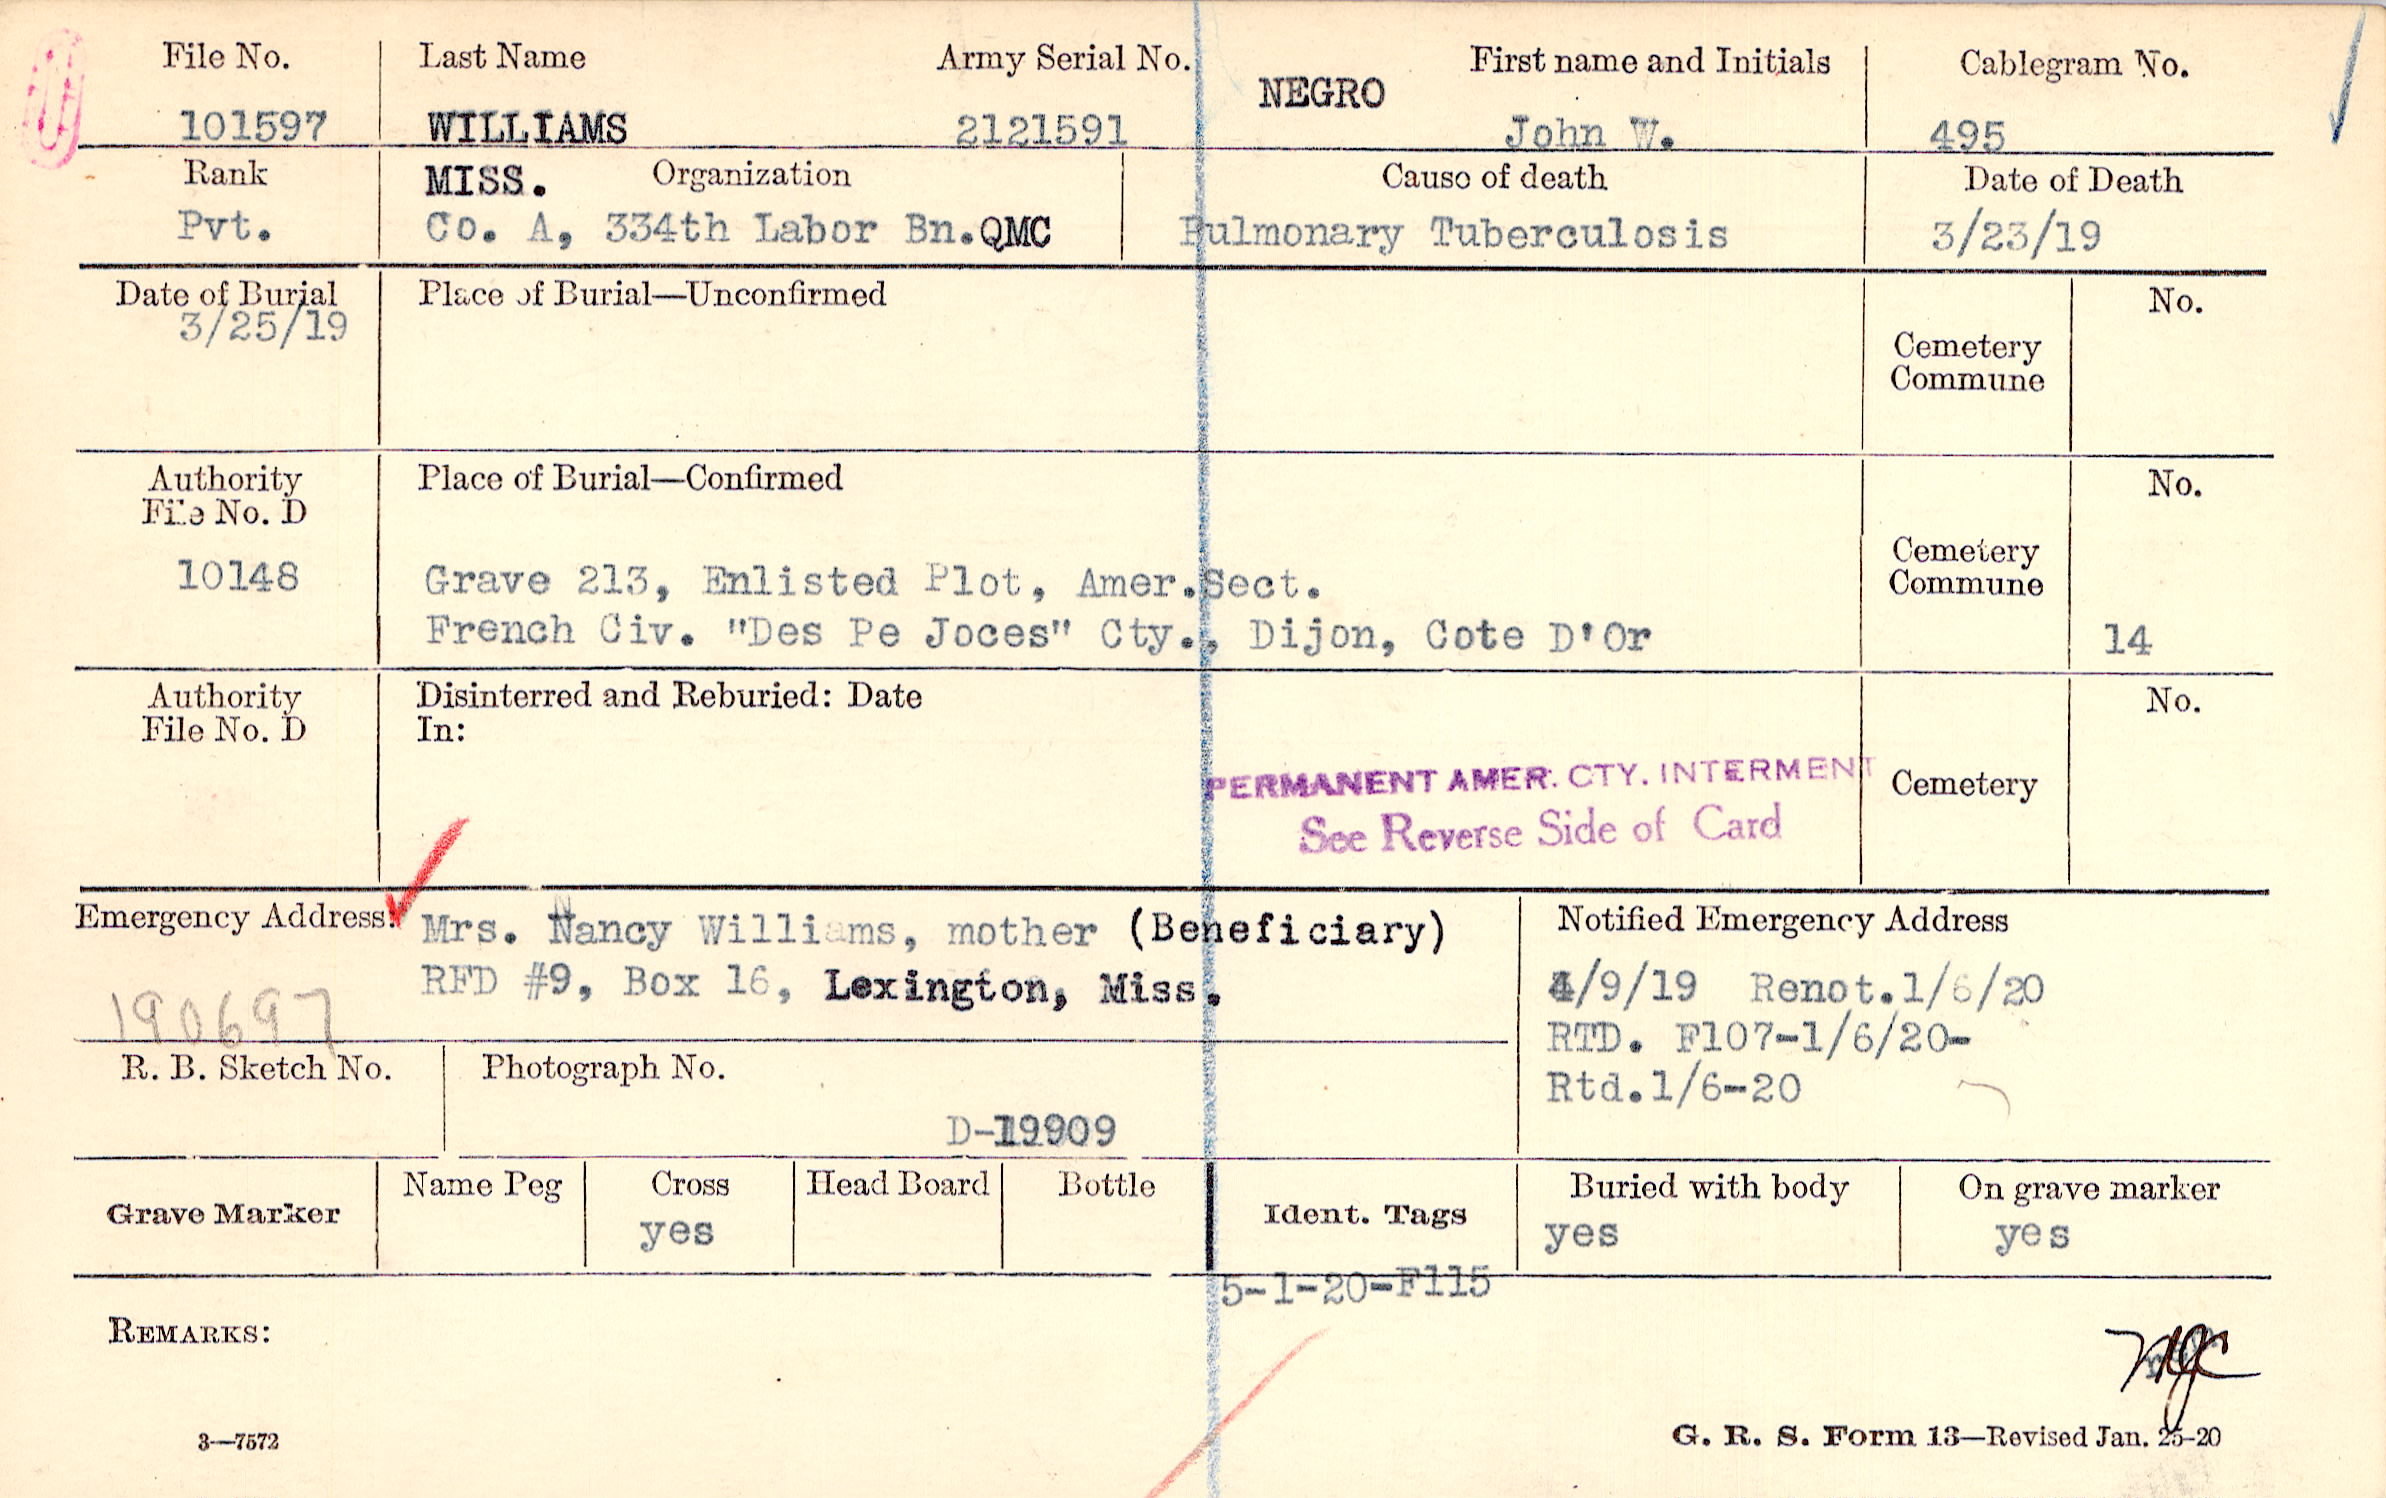 File No. Last Name Army Serial No. First name and Initials Cablegram No.
NEGRO
101597 WILLIAMS 2121591 John W. 495
Rank MISS. Organization Cause of death Date of Death
Pvt. Co. A, 334th Labor Bn.QMC Pulmonary Tuberculosis 3/23/19
Date of Burial Place of Burial—Unconfirmed No.
3/25/19
Cemetery
Commune
Authority Place of Burial—Confirmed No.
File No. D
Cemetery
10148 Grave 213, Enlisted Plot, Amer.Sect. Commune
French Civ. "Des Pe Joces" Cty., Dijon, Cote D'Or 14
Authority Disinterred and Reburied: Date No.
File No. D In:
PERMANENT AMER. CTY. INTERMENT Cemetery
See Reverse Side of Card
Emergency Address: Mrs. Nancy Williams, mother (Beneficiary) Notified Emergency Address
RFD #9, Box 16, Lexington, Miss. 4/9/19 Renot.1/6/20
190697 RTD. F107-1/6/20-
R. B. Sketch No. Photograph No. Rtd.1/6-20
D-19909
Grave Marker Name Peg Cross Head Board Bottle Ident. Tags Buried with body On grave marker
yes yes yes
5-1-20-F115
REMARKS:
3—7572 G. R. S. Form 13—Revised Jan. 25-20